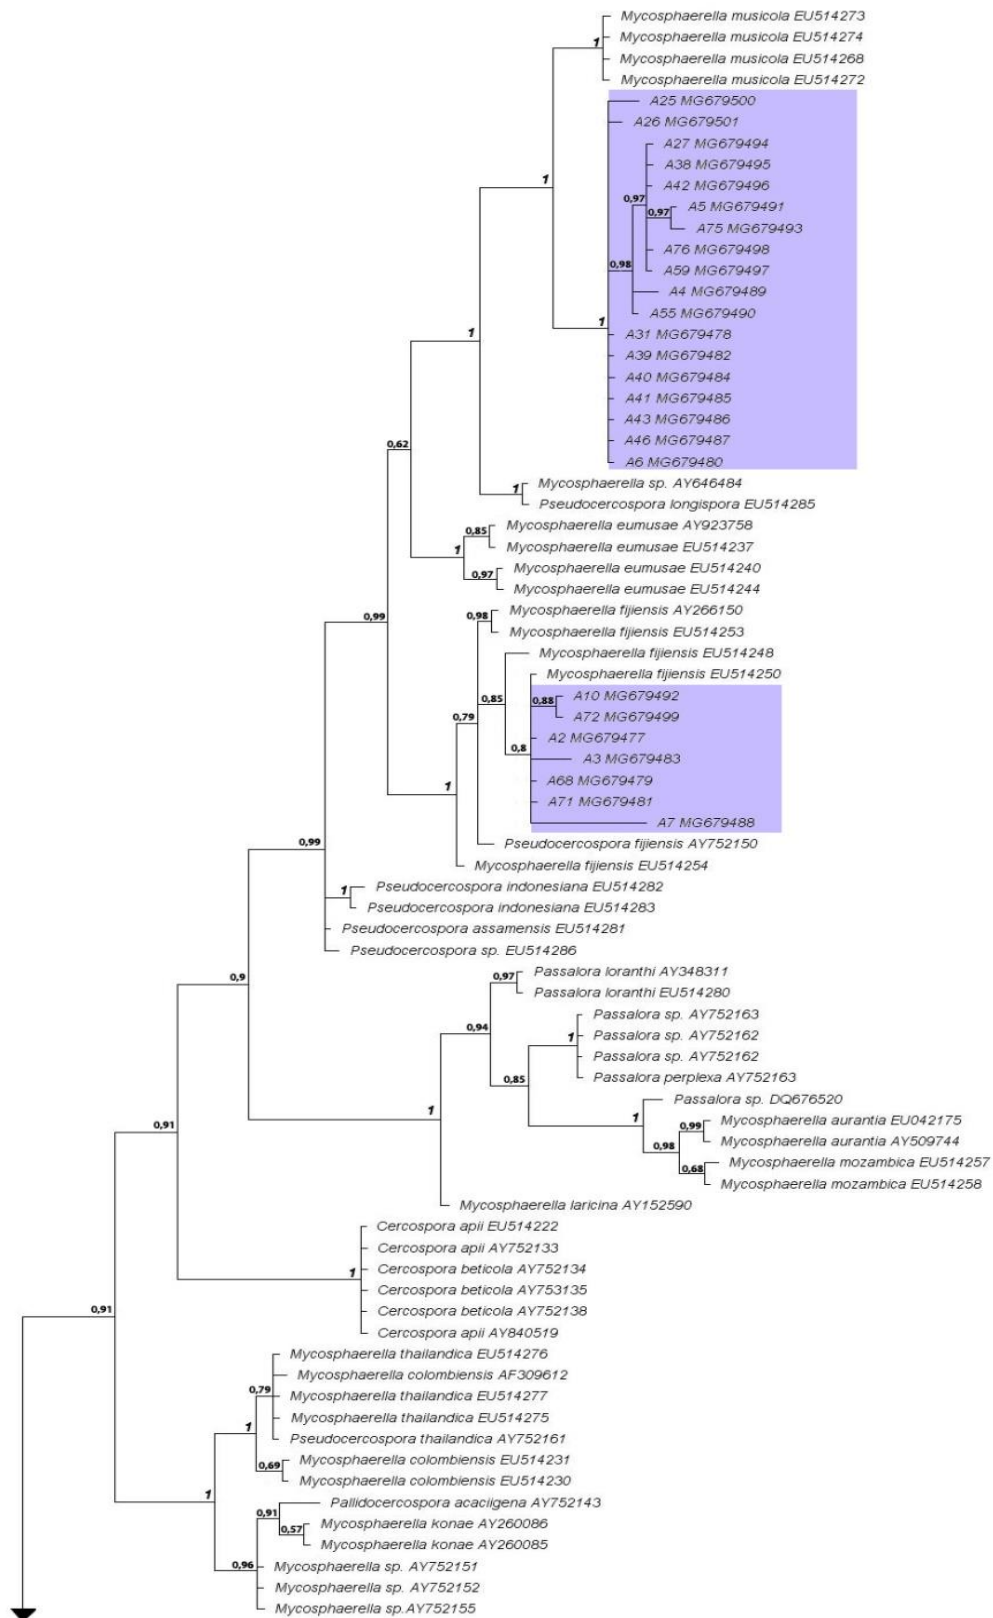 Mycosphaerella musicola EU514273
1
Mycosphaerella musicola EU514274
Mycosphaerella musicola EU514268
Mycosphaerella musicola EU514272
A25 MG679500
A26 MG679501
A27 MG679494
A38 MG679495
1
A42 MG679496
0,97
0,97
A5 MG679491
A75 MG679493
A76 MG679498
0,98
A59 MG679497
A4 MG679489
A55 MG679490
1
1
A31 MG679478
A39 MG679482
A40 MG679484
A41 MG679485
A43 MG679486
0,62
A46 MG679487
A6 MG679480
1
Mycosphaerella sp. AY646484
Pseudocercospora longispora EU514285
0,85
Mycosphaerella eumusae AY923758
1
Mycosphaerella eumusae EU514237
0,97
Mycosphaerella eumusae EU514240
Mycosphaerella eumusae EU514244
0,99
0,98
Mycosphaerella fijiensis AY266150
Mycosphaerella fijiensis EU514253
Mycosphaerella fijiensis EU514248
Mycosphaerella fijiensis EU514250
0,85
0,88
A10 MG679492
0,79
A72 MG679499
0,8
A2 MG679477
A3 MG679483
1
A68 MG679479
A71 MG679481
A7 MG679488
0,99
Pseudocercospora fijiensis AY752150
Mycosphaerella fijiensis EU514254
1
Pseudocercospora indonesiana EU514282
Pseudocercospora indonesiana EU514283
Pseudocercospora assamensis EU514281
Pseudocercospora sp. EU514286
0,9
0,97
Passalora loranthi AY348311
Passalora loranthi EU514280
0,94
Passalora sp. AY752163
1
Passalora sp. AY752162
Passalora sp. AY752162
0,85
Passalora perplexa AY752163
1
1
Passalora sp. DQ676520
0,91
0,99
Mycosphaerella aurantia EU042175
0,98
Mycosphaerella aurantia AY509744
0,68
Mycosphaerella mozambica EU514257
Mycosphaerella mozambica EU514258
Mycosphaerella laricina AY152590
Cercospora apii EU514222
Cercospora apii AY752133
1
Cercospora beticola AY752134
Cercospora beticola AY753135
0,91
Cercospora beticola AY752138
Cercospora apii AY840519
Mycosphaerella thailandica EU514276
Mycosphaerella colombiensis AF309612
0,79
Mycosphaerella thailandica EU514277
1
Mycosphaerella thailandica EU514275
Pseudocercospora thailandica AY752161
0,69
Mycosphaerella colombiensis EU514231
Mycosphaerella colombiensis EU514230
1
0,91
Pallidocercospora acaciigena AY752143
0,57
Mycosphaerella konae AY260086
Mycosphaerella konae AY260085
0,96
Mycosphaerella sp. AY752151
Mycosphaerella sp. AY752152
Mycosphaerella sp.AY752155